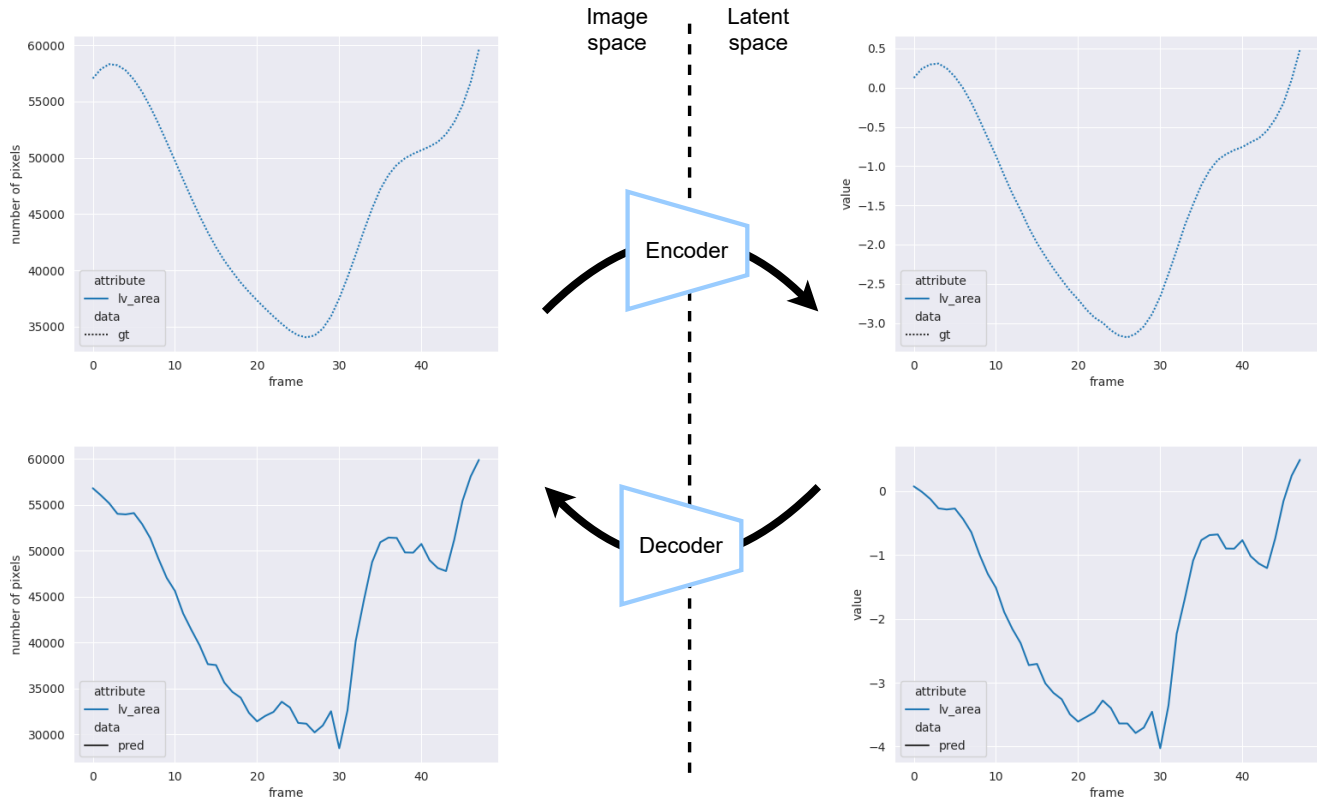 Image
space
Latent
space
60000
55000
50000
45000
40000
35000
number of pixels
0
10
20
30
40
frame
attribute
lv_area
data
gt
0.5
0.0
−0.5
−1.0
−1.5
−2.0
−2.5
−3.0
value
0
10
20
30
40
frame
attribute
lv_area
data
gt
Encoder
Decoder
60000
55000
50000
45000
40000
35000
30000
number of pixels
0
10
20
30
40
frame
attribute
lv_area
data
pred
0
−1
−2
−3
−4
value
0
10
20
30
40
frame
attribute
lv_area
data
pred